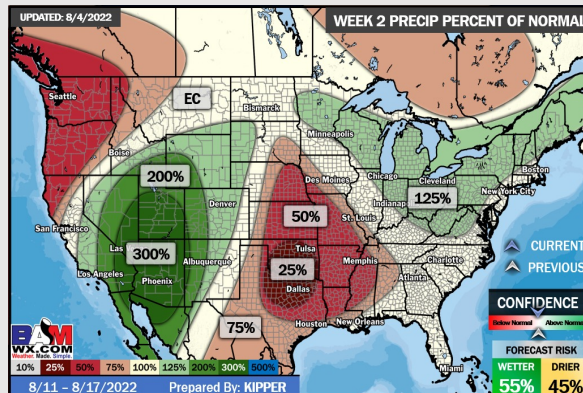 UPDATED: 8/4/2022
WEEK 2 PRECIP PERCENT OF NORMAL
Seattle
EC
Bismarck
Minneapolis
Boise
Boston
200%
Des Moines
Chicago
Cleveland
New York City
Denver
50%
Indianap
125%
San Francisco
St. Louis
300%
Las
Tulsa
CURRENT
Los Angeles
Albuquerque
25%
Memphis
Charlotte
PREVIOUS
Phoenix
Dallas
Atlanta
CONFIDENCE
75%
Houston
New Orleans
Below Normal
Above Norma
BAM
WX.COM
Weather. Made. Simple.
Miami
FORECAST RISK
WETTER
DRIER
10% 25% 50% 75% 100% 125% 200% 300% 500%
55%
45%
8/11 – 8/17/2022
Prepared By: KIPPER